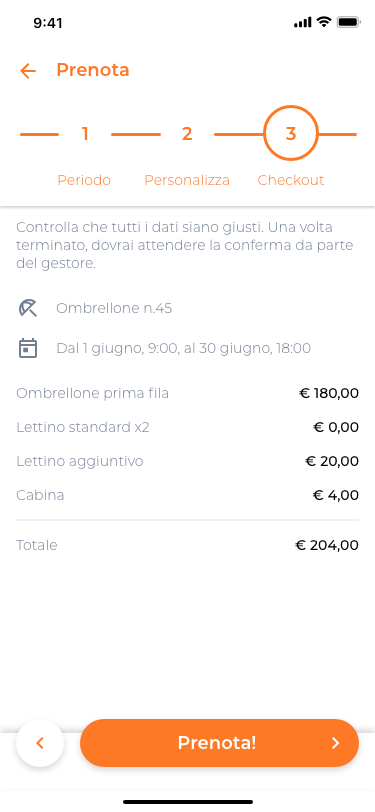 9:41
Prenota
1
2
3
Periodo
Personalizza
Checkout
Controlla che tutti i dati siano giusti. Una volta
terminato, dovrai attendere la conferma da parte
del gestore.
Ombrellone n.45
Dal 1 giugno, 9:00, al 30 giugno, 18:00
Ombrellone prima fila € 180,00
Lettino standard x2 € 0,00
Lettino aggiuntivo € 20,00
Cabina € 4,00
Totale € 204,00
Prenota!